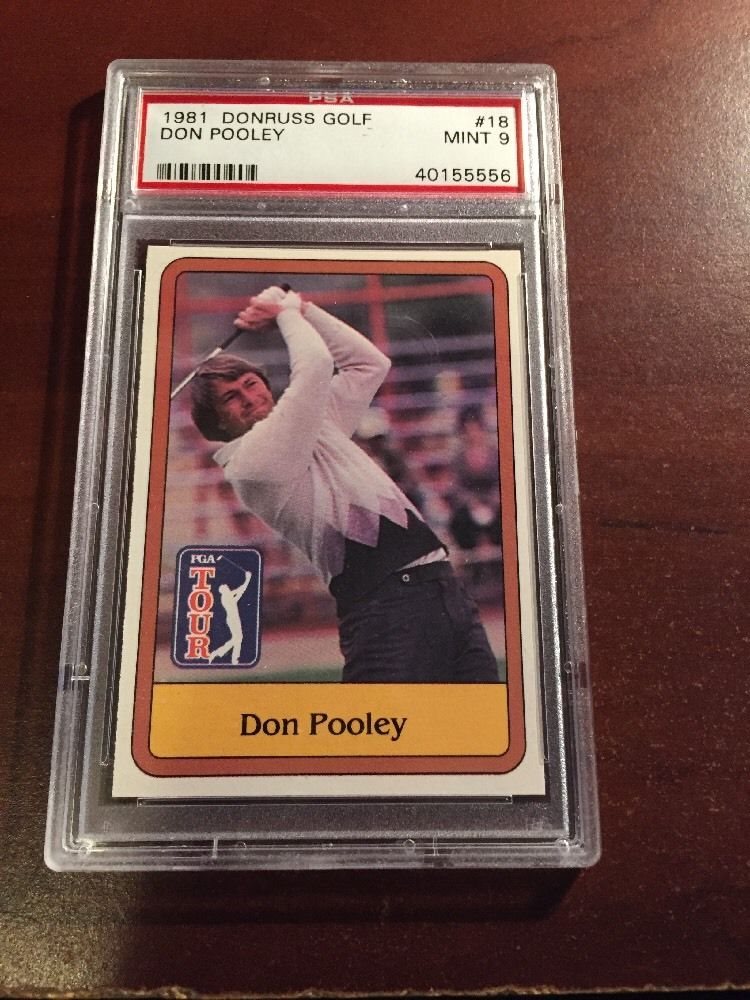 PSA
1981 DONRUSS GOLF #18
DON POOLEY MINT 9
40155556
PGA
TOUR
Don Pooley